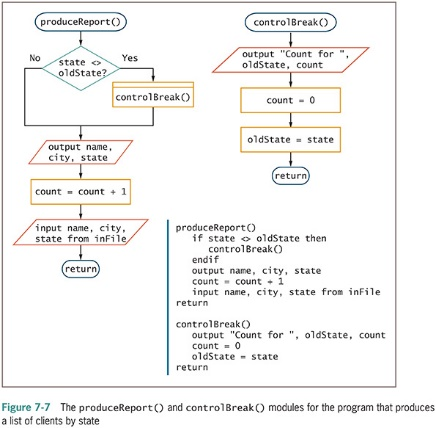 produceReport()
No
state <>
oldState?
Yes
controlBreak()
output name,
city, state
count = count + 1
input name, city,
state from inFile
return
controlBreak()
output "Count for ",
oldState, count
count = 0
oldState = state
return
produceReport()
if state <> oldState then
controlBreak()
endif
output name, city, state
count = count + 1
input name, city, state from inFile
return
controlBreak()
output "Count for ", oldState, count
count = 0
oldState = state
return
Figure 7-7 The produceReport() and controlBreak() modules for the program that produces
a list of clients by state